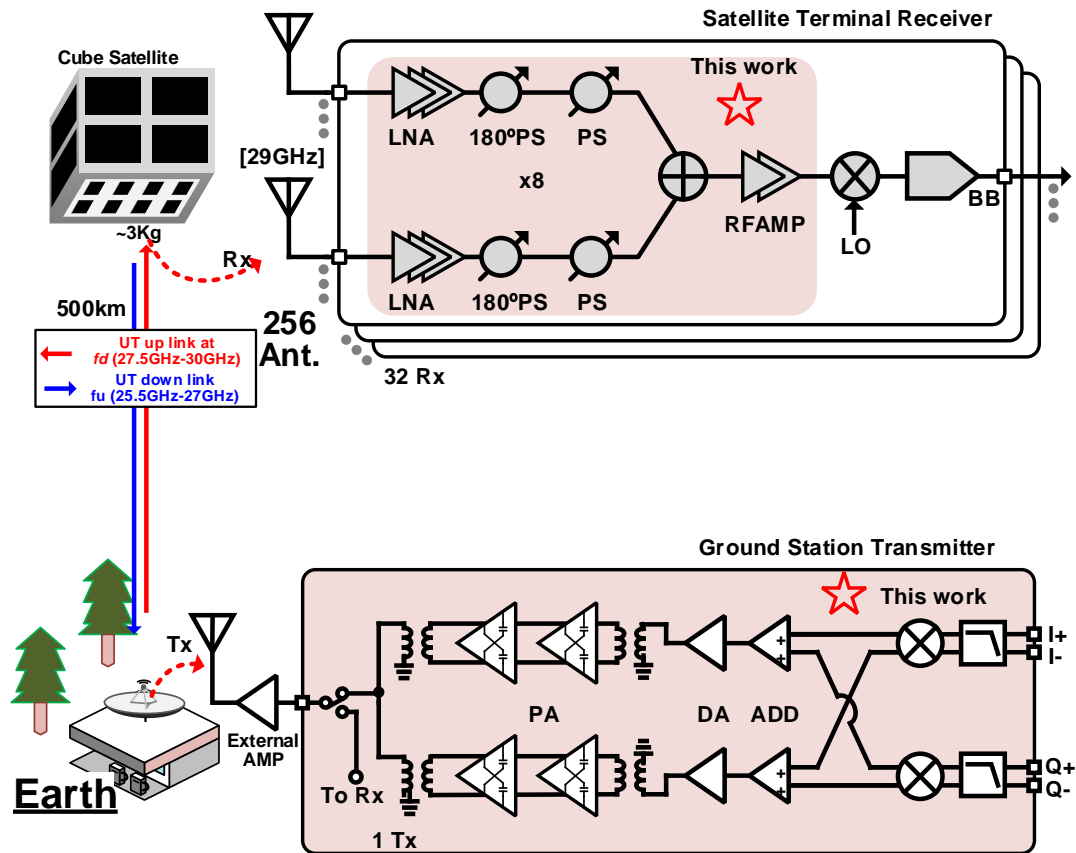 Satellite Terminal Receiver
Cube Satellite
This work
LNA
180ºPS
PS
[29GHz]
x8
RFAMP
LO
BB
~3Kg
Rx
LNA
180ºPS
PS
500km
256
Ant.
UT up link at
fd (27.5GHz-30GHz)
UT down link
fu (25.5GHz-27GHz)
32 Rx
Ground Station Transmitter
This work
I+
I-
Tx
PA
DA
ADD
External
AMP
To Rx
Q+
Q-
Earth
1 Tx
+
+
+
+